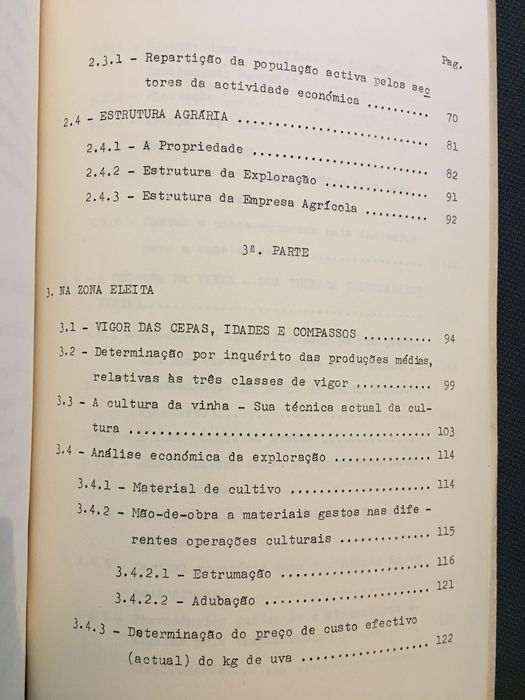 Pag.
2.3.1 - Repartição da população activa pelos sec
tores da actividade económica .......... 70
2.4 - ESTRUTURA AGRÁRIA .......................... 81
2.4.1 - A Propriedade ........................ 82
2.4.2 - Estrutura da Exploração .............. 91
2.4.3 - Estrutura da Empresa Agrícola ......... 92
3ª. PARTE
3. NA ZONA ELEITA
3.1 - VIGOR DAS CEPAS, IDADES E COMPASSOS ........... 94
3.2 - Determinação por inquérito das produções médias,
relativas às três classes de vigor ............ 99
3.3 - A cultura da vinha - Sua técnica actual da cul-
tura .......................................... 103
3.4 - Análise económica da exploração ............... 114
3.4.1 - Material de cultivo ..................... 114
3.4.2 - Mão-de-obra a materiais gastos nas dife -
rentes operações culturais .............. 115
3.4.2.1 - Estrumação ...................... 116
3.4.2.2 - Adubação ........................ 121
3.4.3 - Determinação do preço de custo efectivo
(actual) do kg de uva .................... 122